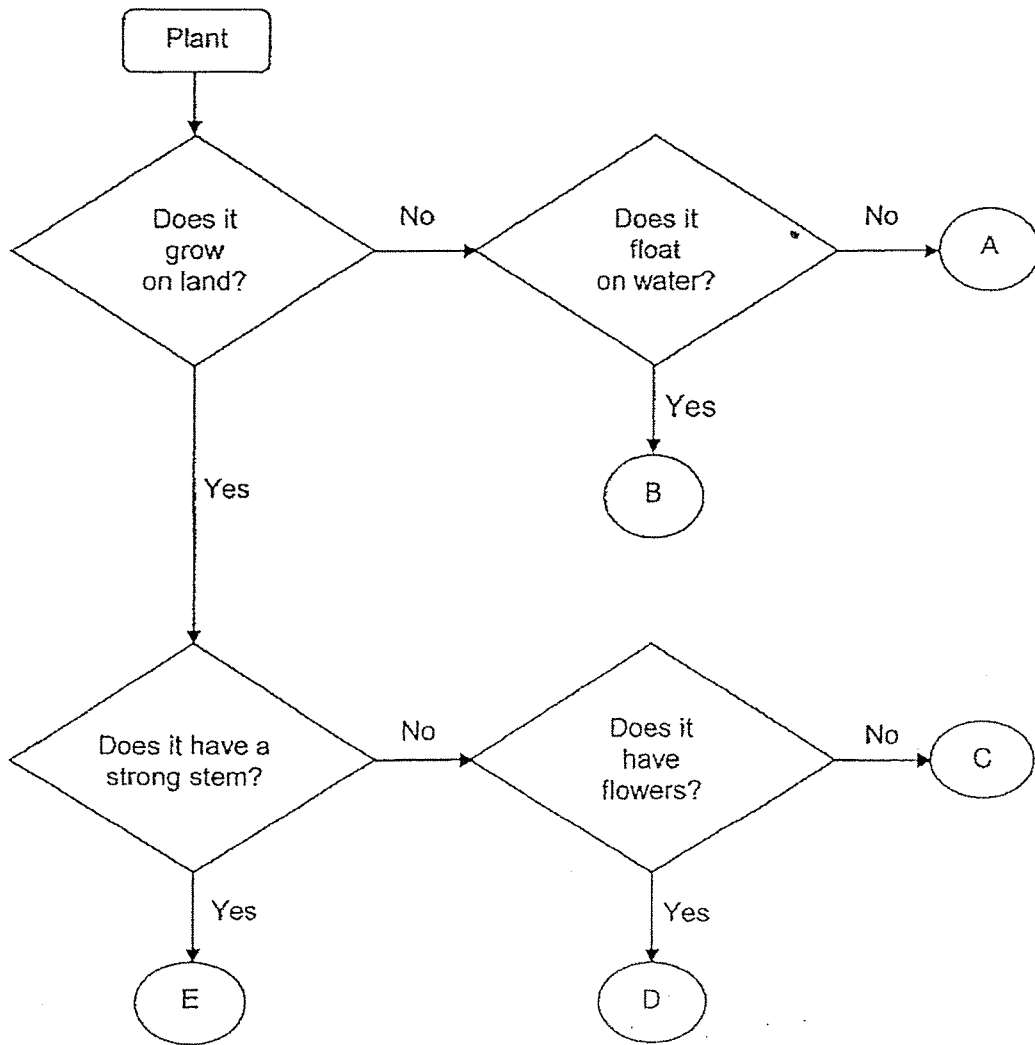 Plant
Does it
grow
on land?
No
Does it
float
on water?
No
A
Yes
B
Yes
Does it have a
strong stem?
No
Does it
have
flowers?
No
C
Yes
E
Yes
D